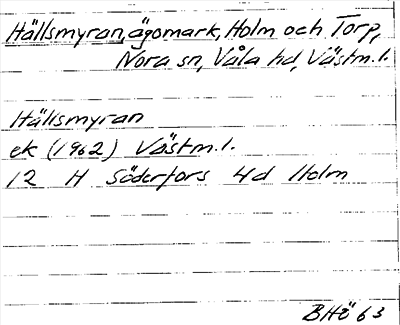 Hällsmyran, ägomark, Holm och Torp,
Nora sn, Våla hd, Västm.l.
Hällsmyran
ek (1962) Västm.l.
12 H Söderfors 4d Holm
BHö 63